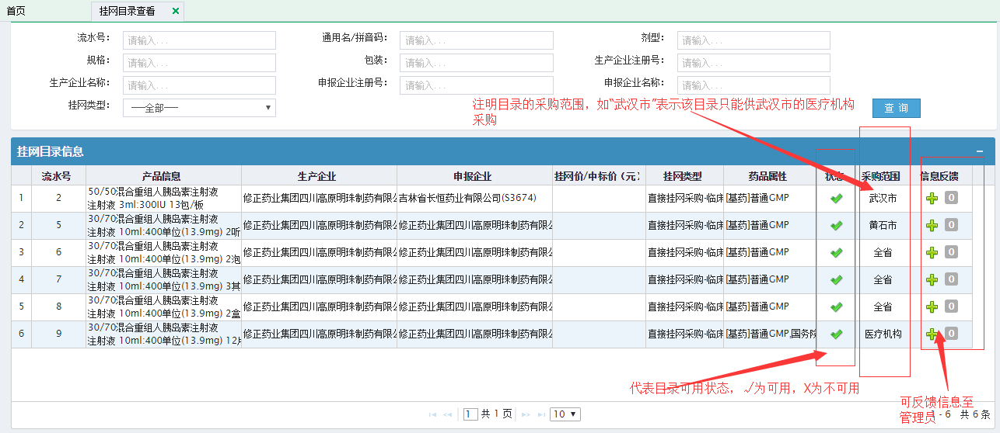 首页 挂网目录查看 ×
流水号： 请输入... 通用名/拼音码： 请输入... 剂型： 请输入...
规格： 请输入... 包装： 请输入... 生产企业注册号： 请输入...
生产企业名称： 请输入... 申报企业注册号： 请输入... 申报企业名称： 请输入...
挂网类型： ──全部── 查 询
注明目录的采购范围，如“武汉市”表示该目录只能供武汉市的医疗机构
采购
挂网目录信息
流水号 产品信息 生产企业 申报企业 挂网价/中标价（元） 挂网类型 药品属性 状态 采购范围 信息反馈
1 2 50/50混合重组人胰岛素注射液 修正药业集团四川高原明珠制药有限 吉林省长恒药业有限公司(S3674) 直接挂网采购-临床 [基药]普通GMP 武汉市 0
注射液 3ml:300IU 13包/板
2 5 30/70混合重组人胰岛素注射液 修正药业集团四川高原明珠制药有限 修正药业集团四川高原明珠制药有限 直接挂网采购-临床 [基药]普通GMP 黄石市 0
注射液 10ml:400单位(13.9mg) 2听
3 6 30/70混合重组人胰岛素注射液 修正药业集团四川高原明珠制药有限 修正药业集团四川高原明珠制药有限 直接挂网采购-临床 [基药]普通GMP 全省 0
注射液 10ml:400单位(13.9mg) 2泡
4 7 30/70混合重组人胰岛素注射液 修正药业集团四川高原明珠制药有限 修正药业集团四川高原明珠制药有限 直接挂网采购-临床 [基药]普通GMP 全省 0
注射液 10ml:400单位(13.9mg) 3其
5 8 30/70混合重组人胰岛素注射液 修正药业集团四川高原明珠制药有限 修正药业集团四川高原明珠制药有限 直接挂网采购-临床 [基药]普通GMP 全省 0
注射液 10ml:400单位(13.9mg) 2盒
6 9 30/70混合重组人胰岛素注射液 修正药业集团四川高原明珠制药有限 修正药业集团四川高原明珠制药有限 直接挂网采购-临床 [基药]普通GMP,国务院 医疗机构 0
注射液 10ml:400单位(13.9mg) 12片
代表目录可用状态，√为可用，X为不可用
可反馈信息至
管理员
1 共 1 页 10 1 - 6 共 6 条